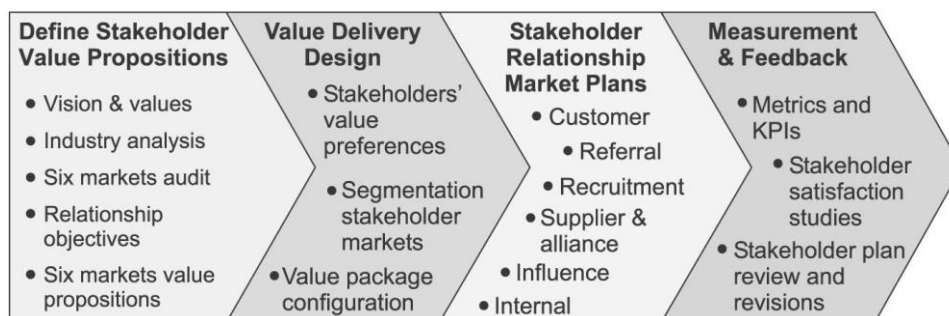 Define Stakeholder
Value Propositions
• Vision & values
• Industry analysis
• Six markets audit
• Relationship
objectives
• Six markets value
propositions
Value Delivery
Design
• Stakeholders’
value
preferences
• Segmentation
stakeholder
markets
• Value package
configuration
Stakeholder
Relationship
Market Plans
• Customer
• Referral
• Recruitment
• Supplier &
alliance
• Influence
• Internal
Measurement
& Feedback
• Metrics and
KPIs
• Stakeholder
satisfaction
studies
• Stakeholder plan
review and
revisions